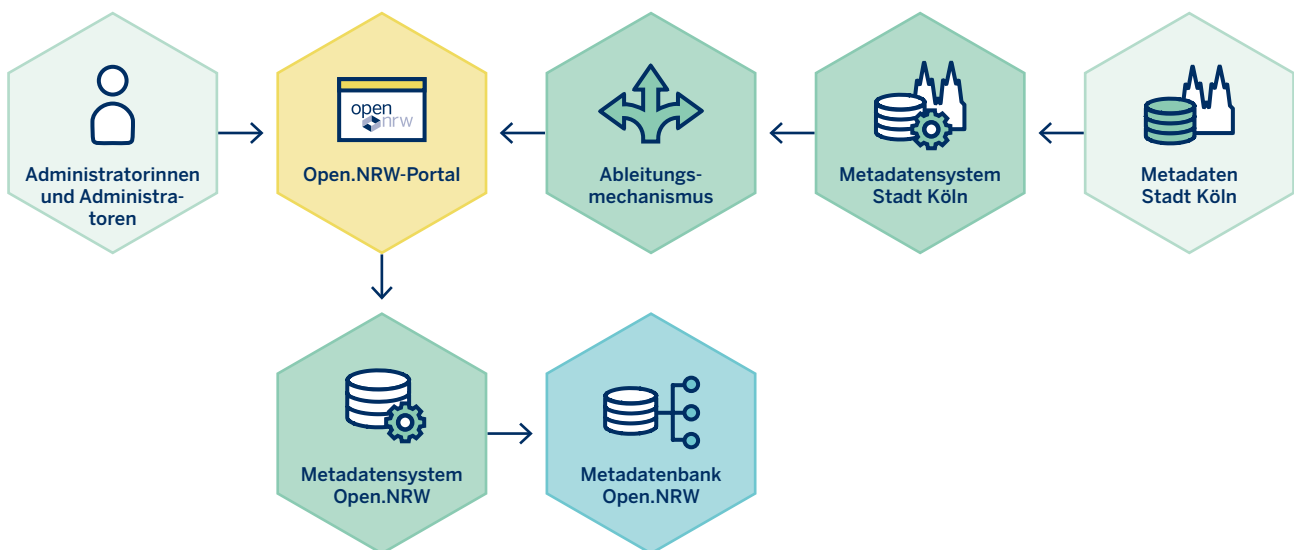 open
nrw
Administratorinnen
und Administra-
toren
Open.NRW-Portal
Ableitungs-
mechanismus
Metadatensystem
Stadt Köln
Metadaten
Stadt Köln
Metadatensystem
Open.NRW
Metadatenbank
Open.NRW